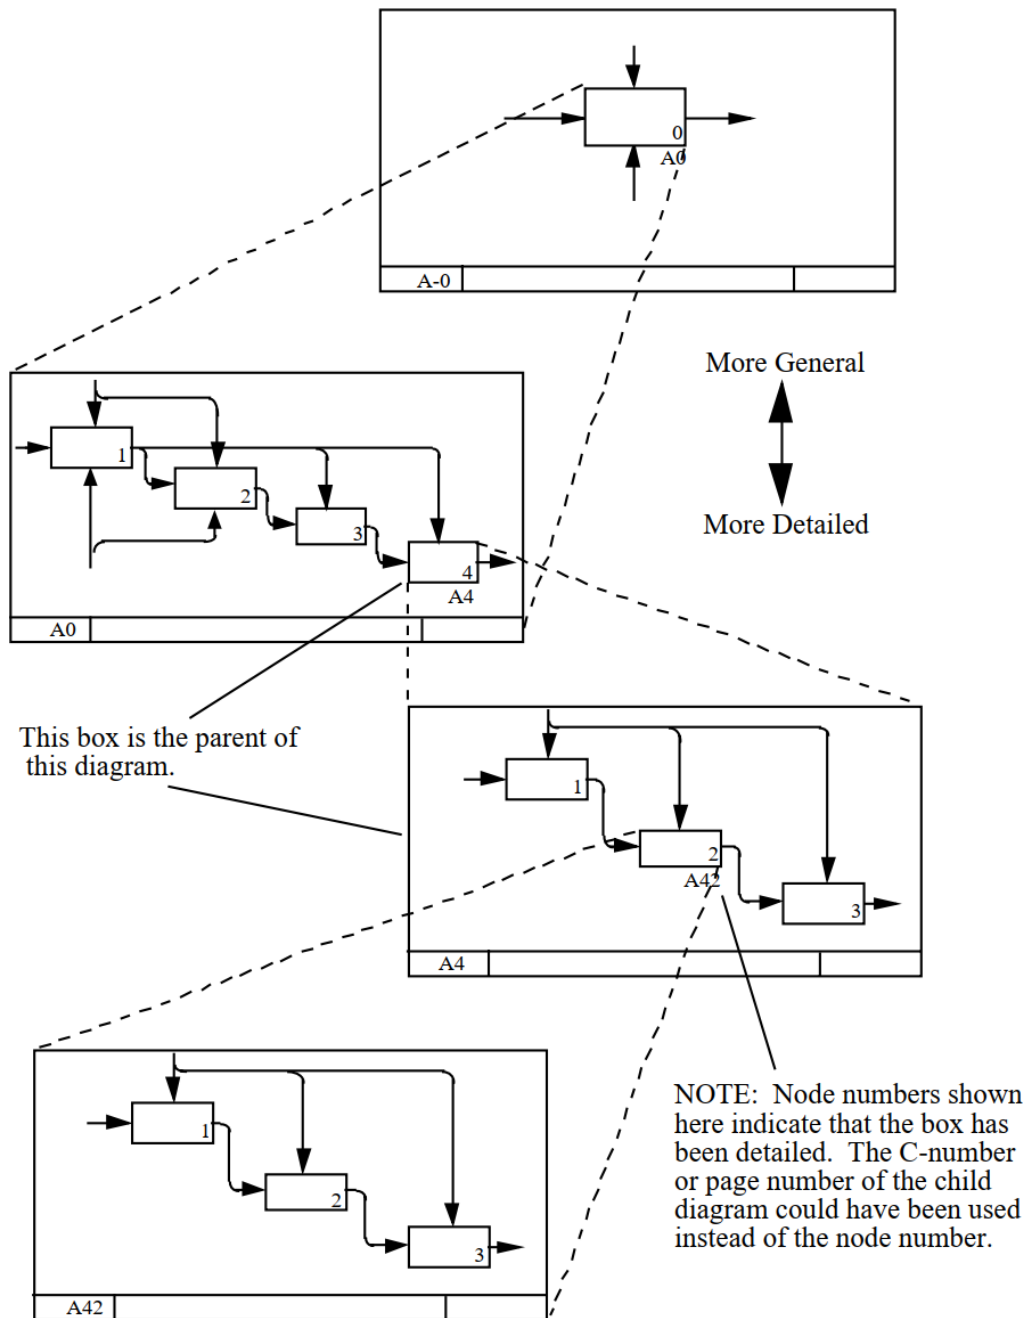 0
A0
A-0
More General
More Detailed
1
2
3
4
A4
A0
This box is the parent of
this diagram.
1
2
A42
3
A4
NOTE: Node numbers shown
here indicate that the box has
been detailed. The C-number
or page number of the child
diagram could have been used
instead of the node number.
1
2
3
A42